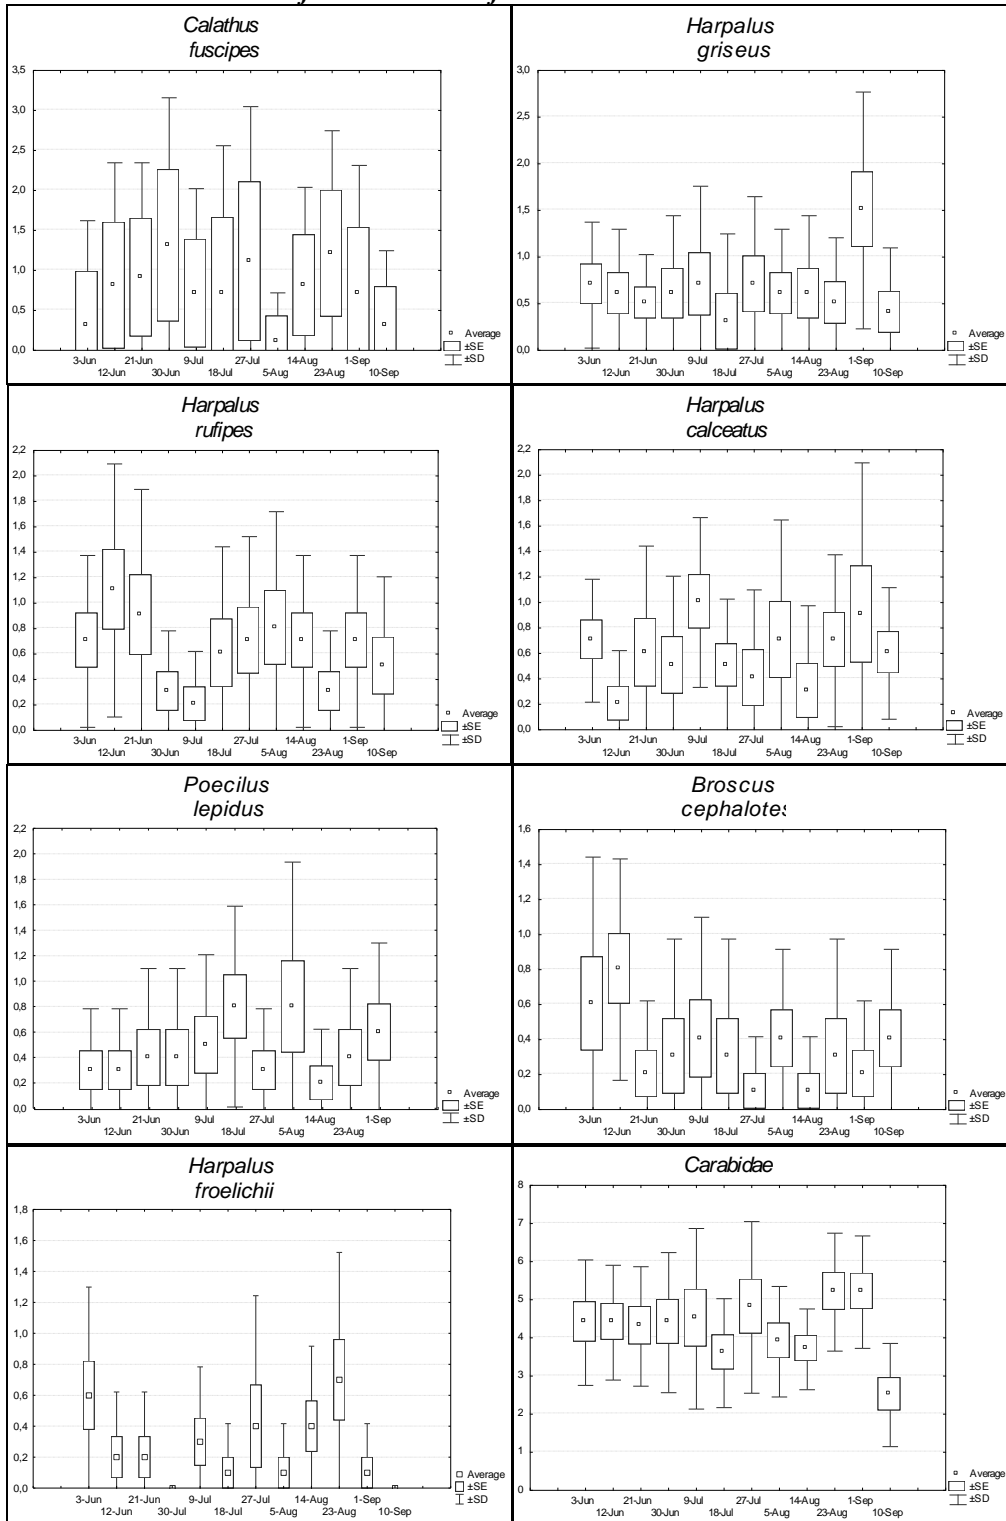 Calathus
fuscipes
3,5
3,0
2,5
2,0
1,5
1,0
0,5
0,0
3-Jun 21-Jun 9-Jul 27-Jul 14-Aug 1-Sep
12-Jun 30-Jun 18-Jul 5-Aug 23-Aug 10-Sep
Average
±SE
±SD
Harpalus
griseus
3,0
2,5
2,0
1,5
1,0
0,5
0,0
3-Jun 21-Jun 9-Jul 27-Jul 14-Aug 1-Sep
12-Jun 30-Jun 18-Jul 5-Aug 23-Aug 10-Sep
Average
±SE
±SD
Harpalus
rufipes
2,2
2,0
1,8
1,6
1,4
1,2
1,0
0,8
0,6
0,4
0,2
0,0
3-Jun 21-Jun 9-Jul 27-Jul 14-Aug 1-Sep
12-Jun 30-Jun 18-Jul 5-Aug 23-Aug 10-Sep
Average
±SE
±SD
Harpalus
calceatus
2,2
2,0
1,8
1,6
1,4
1,2
1,0
0,8
0,6
0,4
0,2
0,0
3-Jun 21-Jun 9-Jul 27-Jul 14-Aug 1-Sep
12-Jun 30-Jun 18-Jul 5-Aug 23-Aug 10-Sep
Average
±SE
±SD
Poecilus
lepidus
2,2
2,0
1,8
1,6
1,4
1,2
1,0
0,8
0,6
0,4
0,2
0,0
3-Jun 21-Jun 9-Jul 27-Jul 14-Aug 1-Sep
12-Jun 30-Jun 18-Jul 5-Aug 23-Aug
Average
±SE
±SD
Broscus
cephalotes
1,6
1,4
1,2
1,0
0,8
0,6
0,4
0,2
0,0
3-Jun 21-Jun 9-Jul 27-Jul 14-Aug 1-Sep
12-Jun 30-Jun 18-Jul 5-Aug 23-Aug 10-Sep
Average
±SE
±SD
Harpalus
froelichii
1,8
1,6
1,4
1,2
1,0
0,8
0,6
0,4
0,2
0,0
3-Jun 21-Jun 9-Jul 27-Jul 14-Aug 1-Sep
12-Jun 30-Jul 18-Jul 5-Aug 23-Aug 10-Sep
Average
±SE
±SD
Carabidae
8
7
6
5
4
3
2
1
0
3-Jun 21-Jun 9-Jul 27-Jul 14-Aug 1-Sep
12-Jun 30-Jun 18-Jul 5-Aug 23-Aug 10-Sep
Average
±SE
±SD